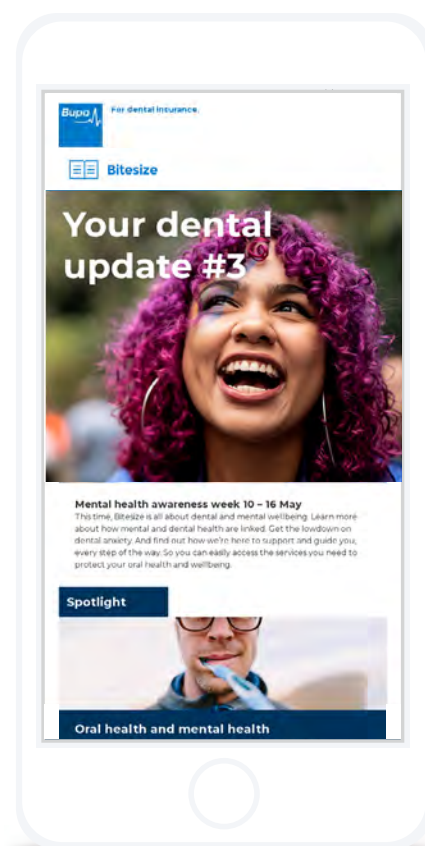 Bupa
For dental insurance.
Bitesize
Your dental
update #3
Mental health awareness week 10 – 16 May
This time, Bitesize is all about dental and mental wellbeing. Learn more
about how mental and dental health are linked. Get the lowdown on
dental anxiety. And find out how we're here to support and guide you,
every step of the way. So you can easily access the services you need to
protect your oral health and wellbeing.
Spotlight
Oral health and mental health